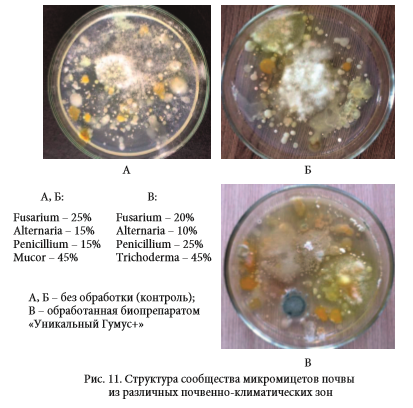 А
Б
А, Б:
Fusarium – 25%
Alternaria – 15%
Penicillium – 15%
Mucor – 45%
В:
Fusarium – 20%
Alternaria – 10%
Penicillium – 25%
Trichoderma – 45%
А, Б – без обработки (контроль);
В – обработанная биопрепаратом
«Уникальный Гумус+»
В
Рис. 11. Структура сообщества микромицетов почвы
из различных почвенно-климатических зон